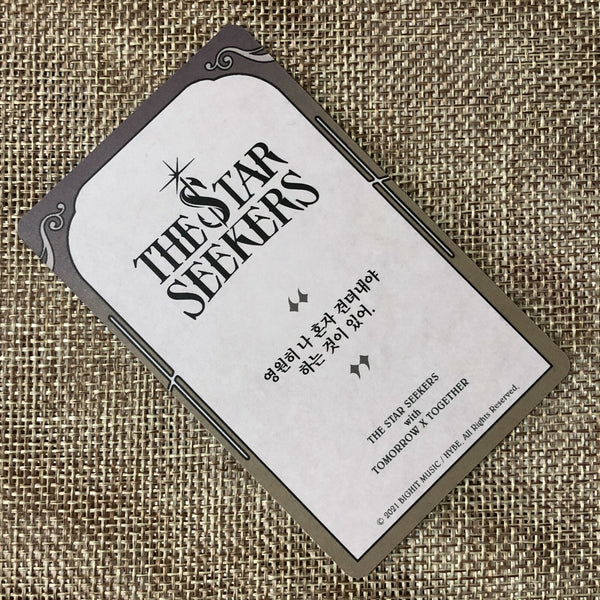 THE STAR
SEEKERS
“
영원히 나 혼자 견뎌내야
하는 것이 있어.
”
THE STAR SEEKERS
with
TOMORROW X TOGETHER
© 2021 BIGHIT MUSIC / HYBE. All Rights Reserved.